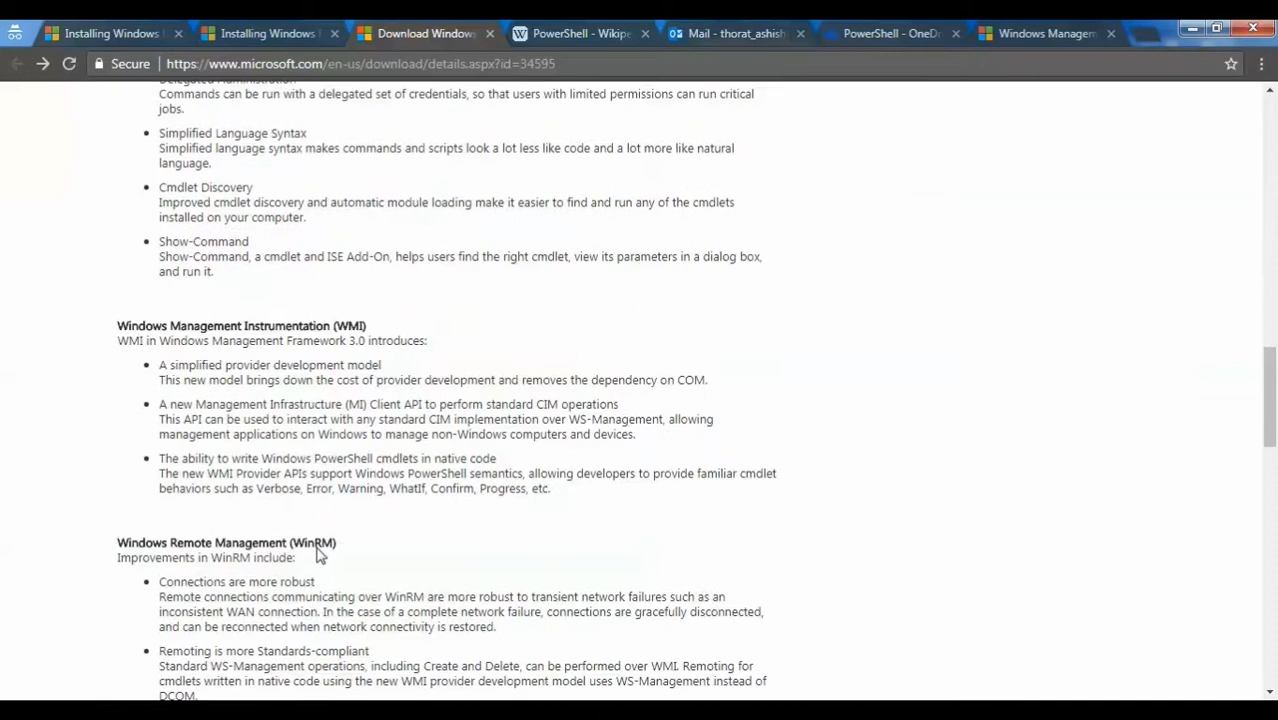 Installing Windows
Installing Windows
Download Windows
PowerShell - Wikipe
Mail - thorat_ashish
PowerShell - OneDr
Windows Managem
Secure
https://www.microsoft.com/en-us/download/details.aspx?id=34595
Delegated Administration
Commands can be run with a delegated set of credentials, so that users with limited permissions can run critical
jobs.
• Simplified Language Syntax
Simplified language syntax makes commands and scripts look a lot less like code and a lot more like natural
language.
• Cmdlet Discovery
Improved cmdlet discovery and automatic module loading make it easier to find and run any of the cmdlets
installed on your computer.
• Show-Command
Show-Command, a cmdlet and ISE Add-On, helps users find the right cmdlet, view its parameters in a dialog box,
and run it.
Windows Management Instrumentation (WMI)
WMI in Windows Management Framework 3.0 introduces:
• A simplified provider development model
This new model brings down the cost of provider development and removes the dependency on COM.
• A new Management Infrastructure (MI) Client API to perform standard CIM operations
This API can be used to interact with any standard CIM implementation over WS-Management, allowing
management applications on Windows to manage non-Windows computers and devices.
• The ability to write Windows PowerShell cmdlets in native code
The new WMI Provider APIs support Windows PowerShell semantics, allowing developers to provide familiar cmdlet
behaviors such as Verbose, Error, Warning, WhatIf, Confirm, Progress, etc.
Windows Remote Management (WinRM)
Improvements in WinRM include:
• Connections are more robust
Remote connections communicating over WinRM are more robust to transient network failures such as an
inconsistent WAN connection. In the case of a complete network failure, connections are gracefully disconnected,
and can be reconnected when network connectivity is restored.
• Remoting is more Standards-compliant
Standard WS-Management operations, including Create and Delete, can be performed over WMI. Remoting for
cmdlets written in native code using the new WMI provider development model uses WS-Management instead of
DCOM.